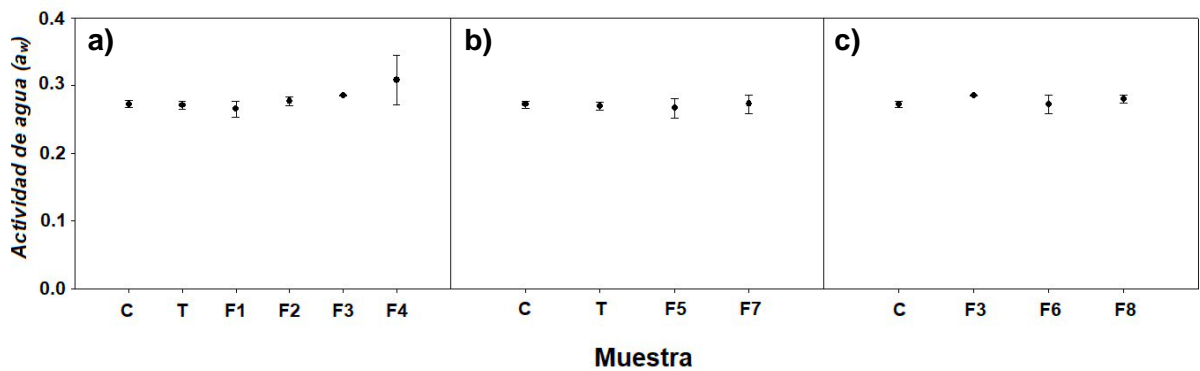 a) b) c)
Actividad de agua (aw)
0.4
0.3
0.2
0.1
0.0
C T F1 F2 F3 F4 C T F5 F7 C F3 F6 F8
Muestra